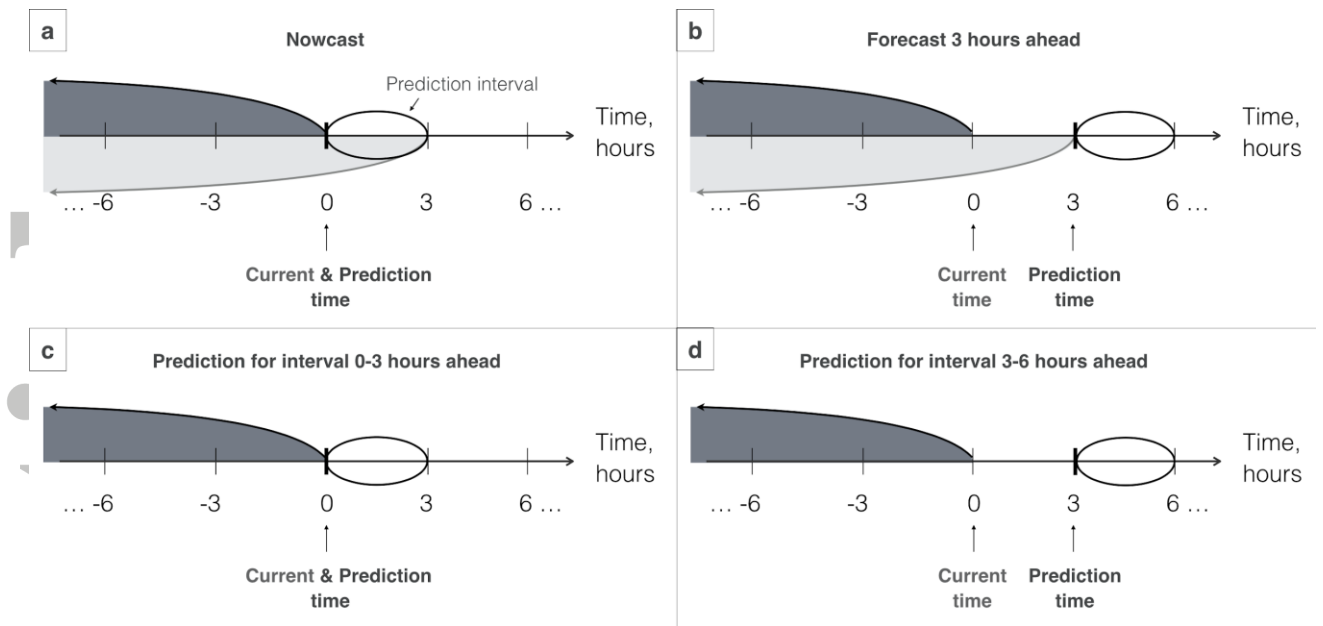 a
Nowcast
Prediction interval
Time,
hours
... -6 -3 0 3 6 ...
Current & Prediction
time
b
Forecast 3 hours ahead
Time,
hours
... -6 -3 0 3 6 ...
Current Prediction
time time
c
Prediction for interval 0-3 hours ahead
Time,
hours
... -6 -3 0 3 6 ...
Current & Prediction
time
d
Prediction for interval 3-6 hours ahead
Time,
hours
... -6 -3 0 3 6 ...
Current Prediction
time time